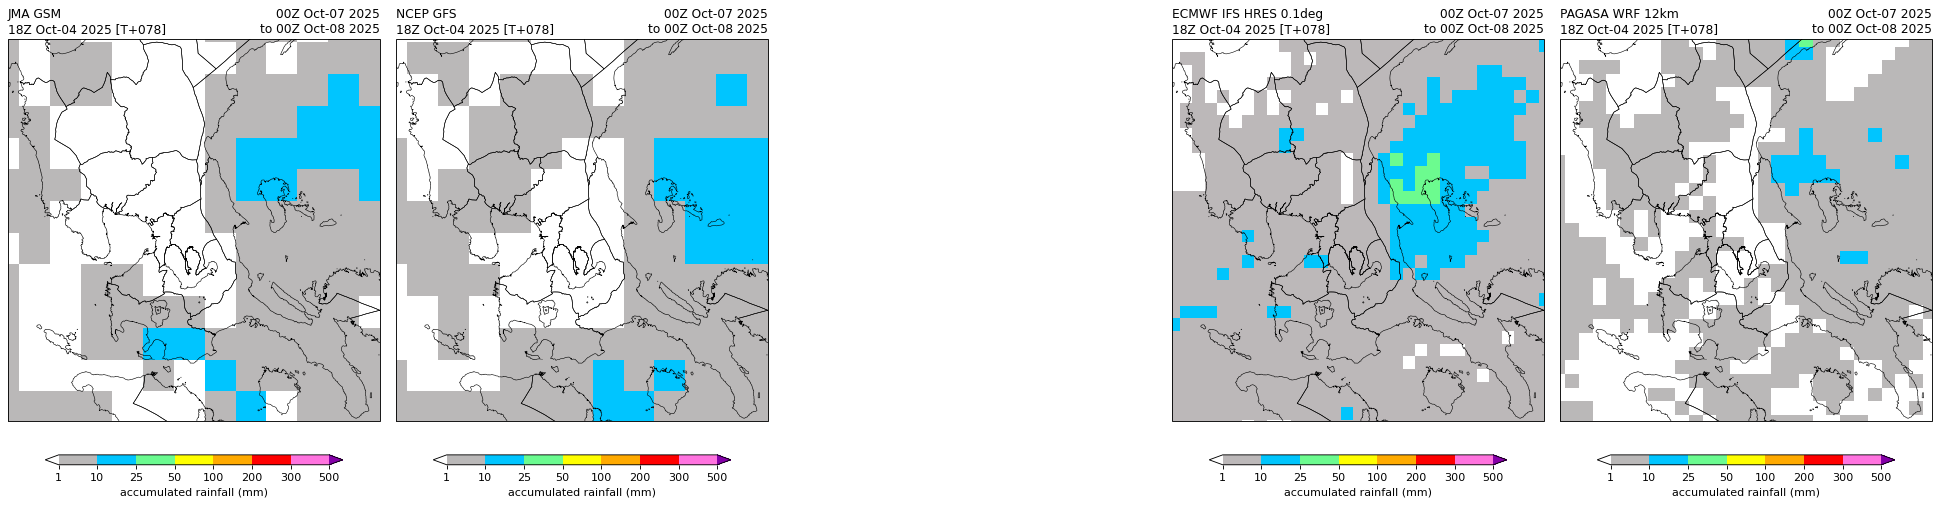 JMA GSM 00Z Oct-07 2025
18Z Oct-04 2025 [T+078] to 00Z Oct-08 2025
1 10 25 50 100 200 300 500
accumulated rainfall (mm)
NCEP GFS 00Z Oct-07 2025
18Z Oct-04 2025 [T+078] to 00Z Oct-08 2025
1 10 25 50 100 200 300 500
accumulated rainfall (mm)
ECMWF IFS HRES 0.1deg 00Z Oct-07 2025
18Z Oct-04 2025 [T+078] to 00Z Oct-08 2025
1 10 25 50 100 200 300 500
accumulated rainfall (mm)
PAGASA WRF 12km 00Z Oct-07 2025
18Z Oct-04 2025 [T+078] to 00Z Oct-08 2025
1 10 25 50 100 200 300 500
accumulated rainfall (mm)